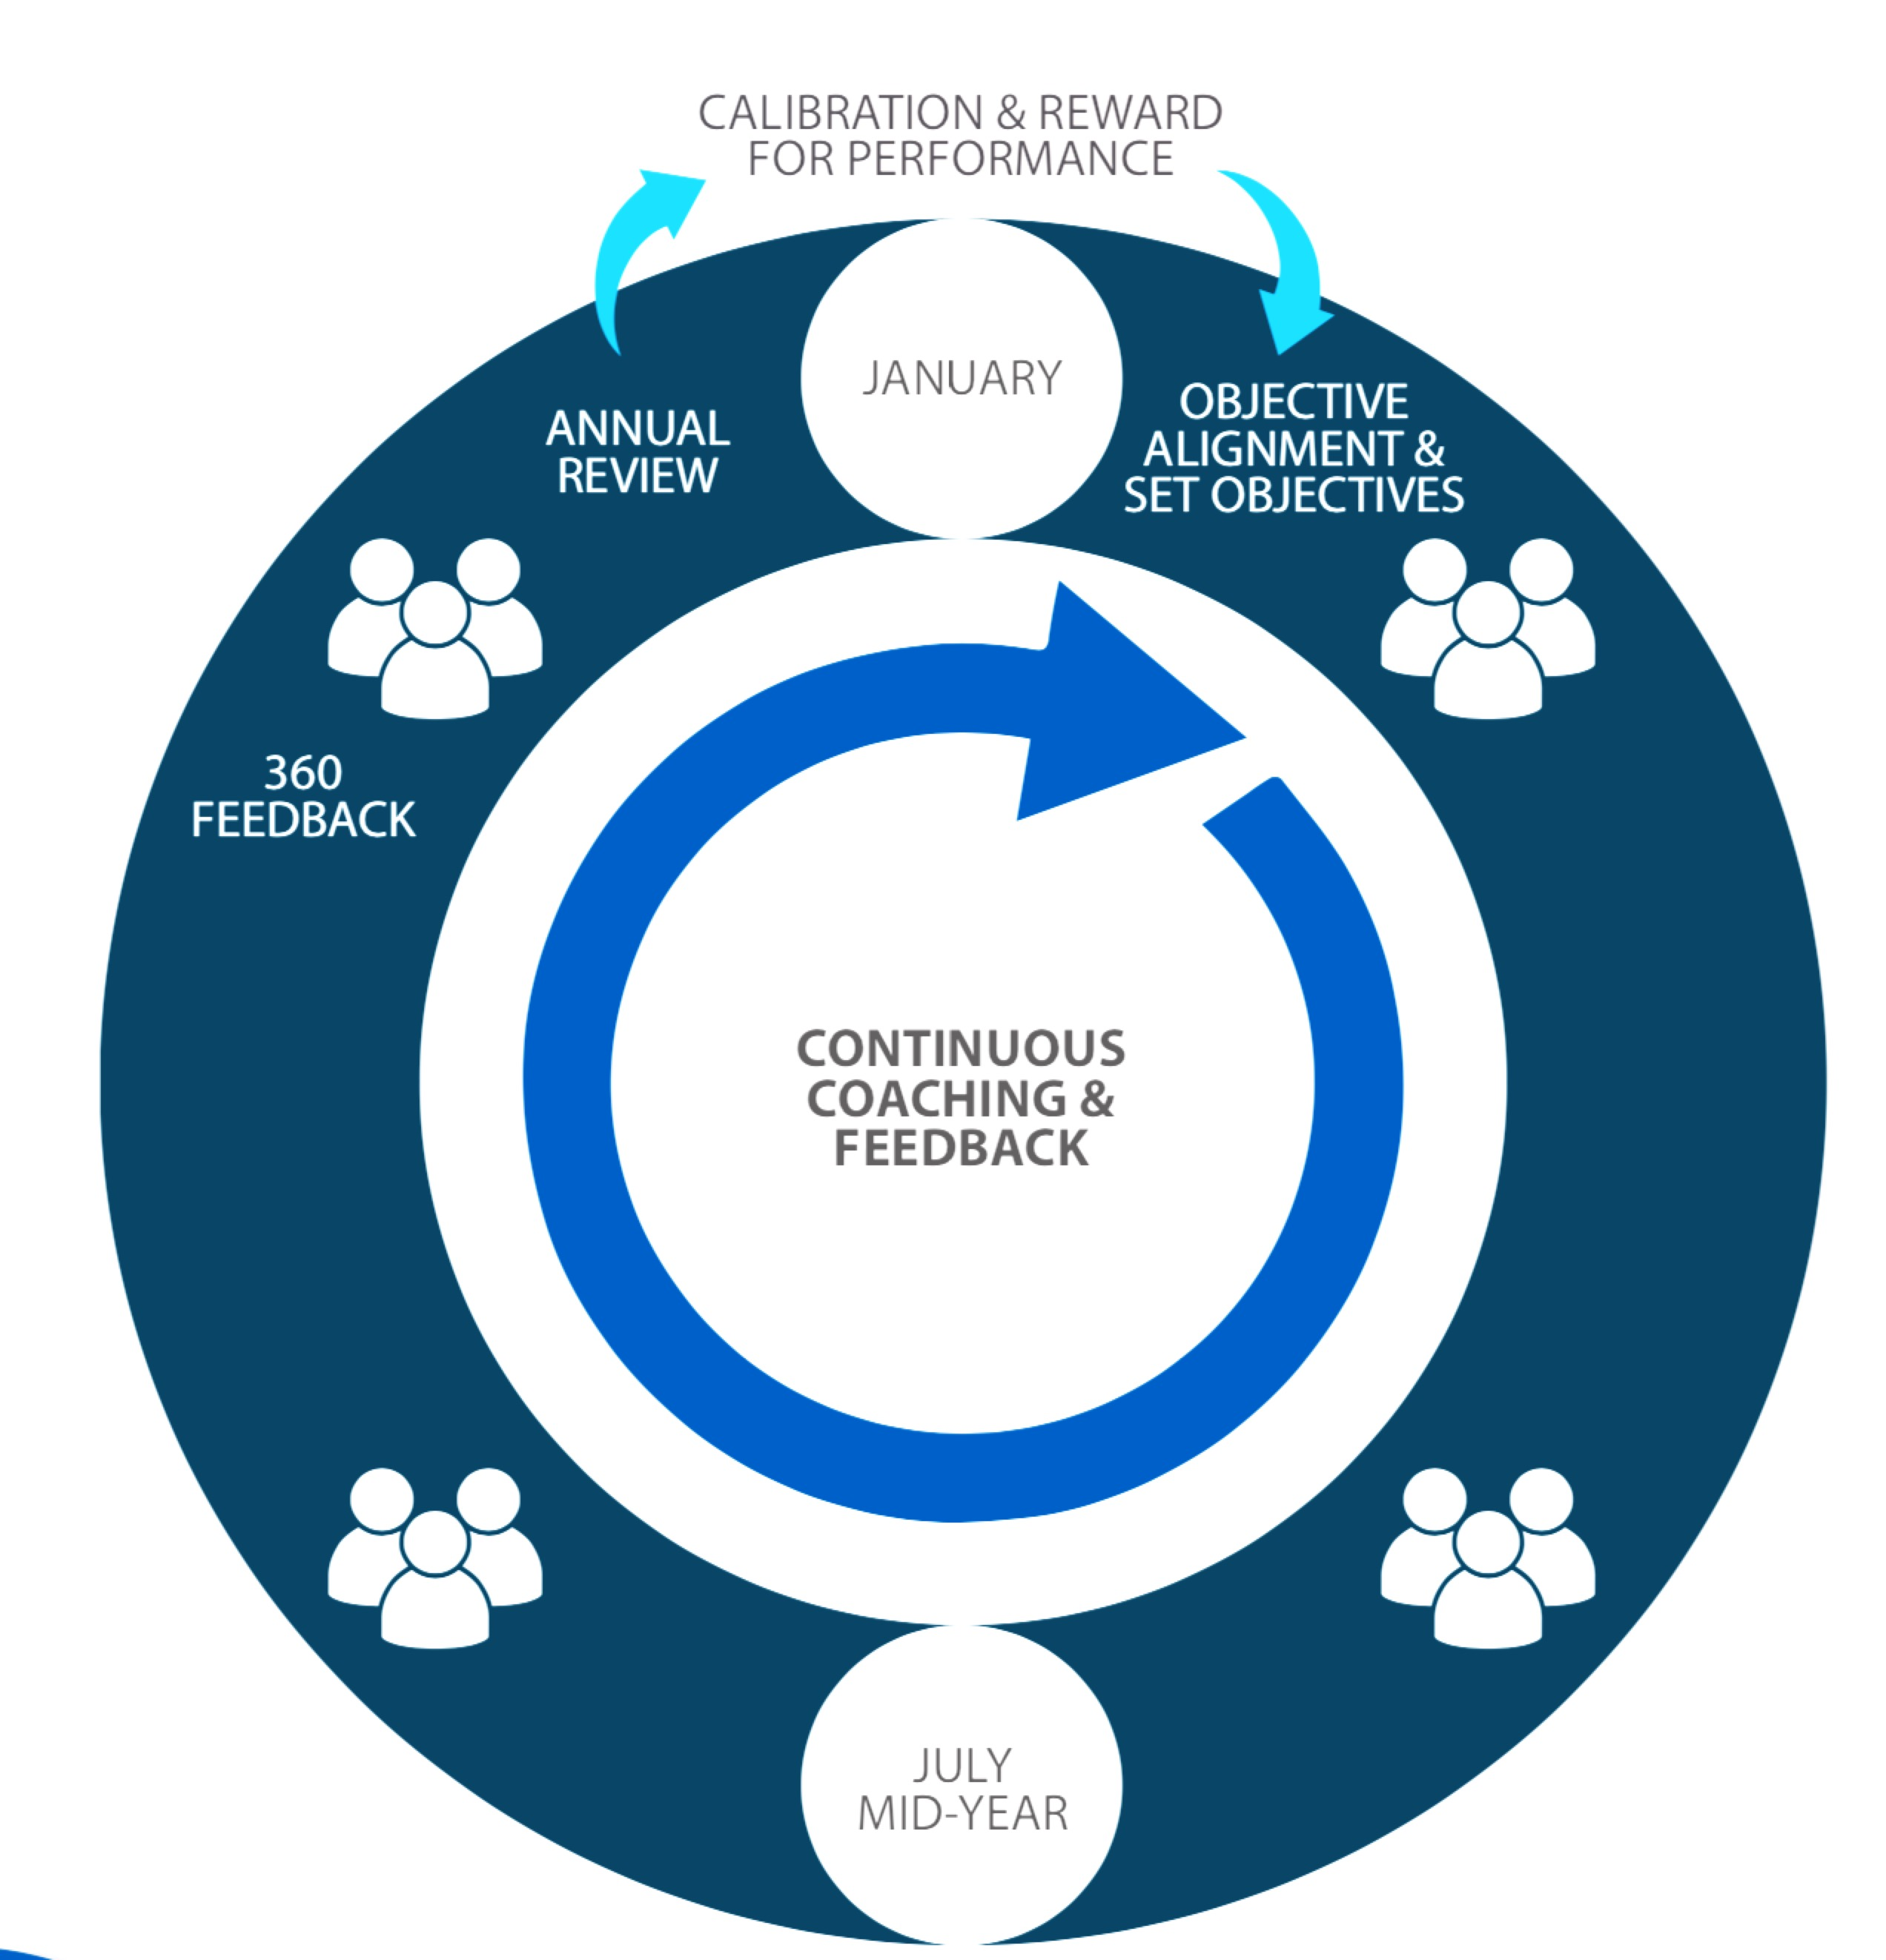 CALIBRATION & REWARD
FOR PERFORMANCE
JANUARY
ANNUAL
REVIEW
OBJECTIVE
ALIGNMENT &
SET OBJECTIVES
360
FEEDBACK
CONTINUOUS
COACHING &
FEEDBACK
JULY
MID-YEAR